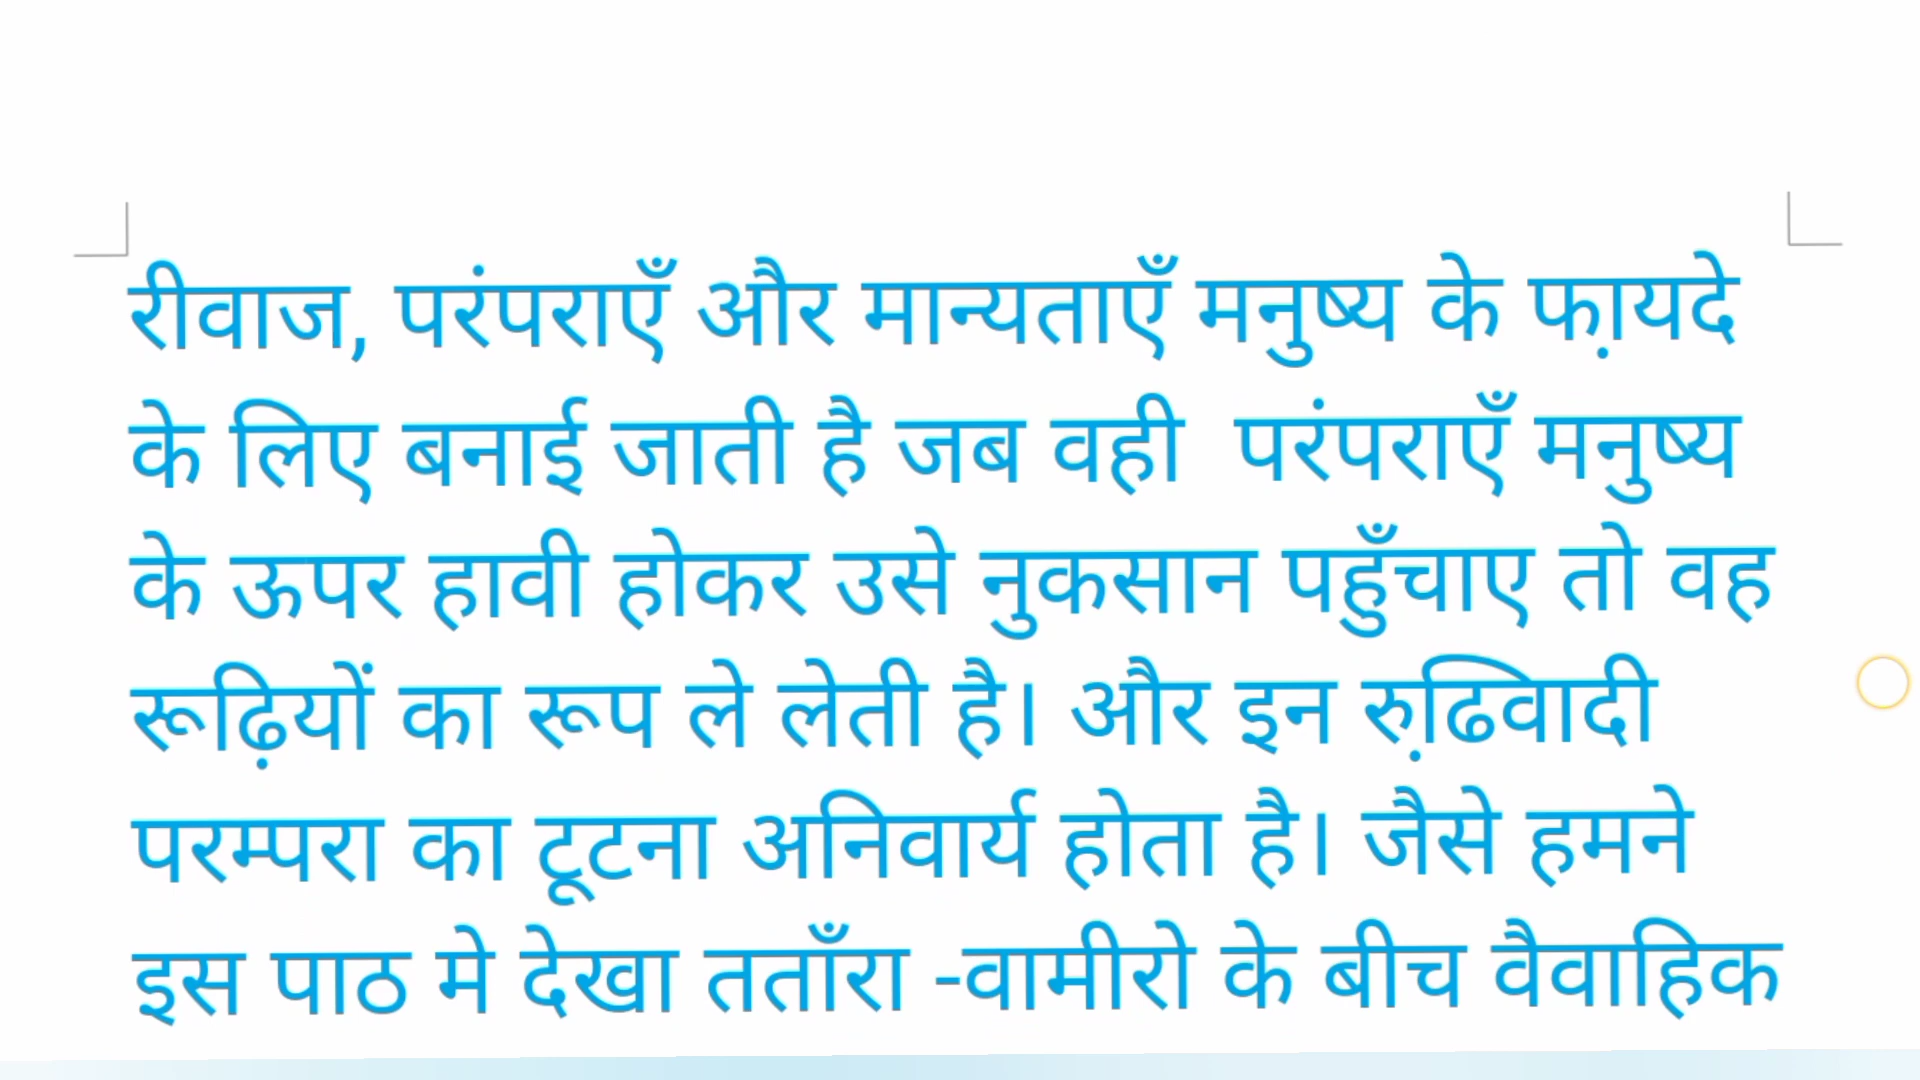 रीवाज, परंपराएँ और मान्यताएँ मनुष्य के फा़यदे
के लिए बनाई जाती है जब वही परंपराएँ मनुष्य
के ऊपर हावी होकर उसे नुकसान पहुँचाए तो वह
रूढ़ियों का रूप ले लेती है। और इन रुढि़वादी
परम्परा का टूटना अनिवार्य होता है। जैसे हमने
इस पाठ मे देखा तताँरा -वामीरो के बीच वैवाहिक